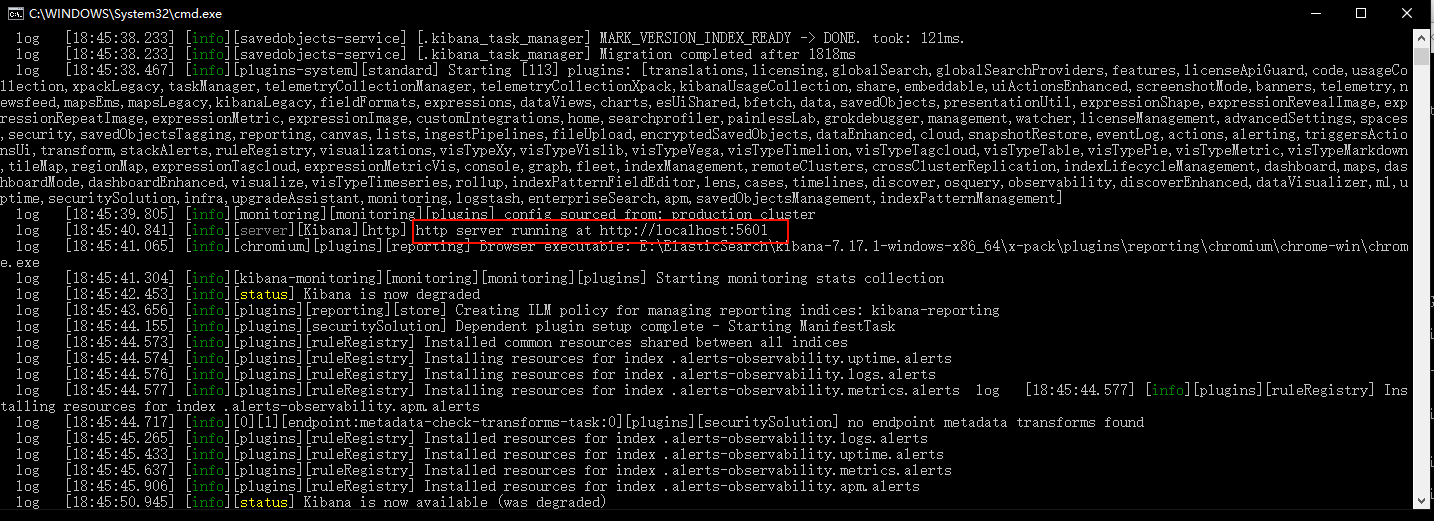 C:\WINDOWS\System32\cmd.exe
log [18:45:38.233] [info][savedobjects-service] [.kibana_task_manager] MARK_VERSION_INDEX_READY -> DONE. took: 121ms.
log [18:45:38.233] [info][savedobjects-service] [.kibana_task_manager] Migration completed after 1818ms
log [18:45:38.467] [info][plugins-system][standard] Starting [113] plugins: [translations,licensing,globalSearch,globalSearchProviders,features,licenseApiGuard,code,usageCo
llection,xpackLegacy,taskManager,telemetryCollectionManager,telemetryCollectionXpack,kibanaUsageCollection,share,embeddable,uiActionsEnhanced,screenshotMode,banners,telemetry,n
ewsfeed,mapsEms,mapsLegacy,kibanaLegacy,fieldFormats,expressions,dataViews,charts,esUiShared,bfetch,data,savedObjects,presentationUtil,expressionShape,expressionRevealImage,exp
ressionRepeatImage,expressionMetric,expressionImage,customIntegrations,home,searchprofiler,painlessLab,grokdebugger,management,watcher,licenseManagement,advancedSettings,spaces
,security,savedObjectsTagging,reporting,canvas,lists,ingestPipelines,fileUpload,encryptedSavedObjects,dataEnhanced,cloud,snapshotRestore,eventLog,actions,alerting,triggersActio
nsUi,transform,stackAlerts,ruleRegistry,visualizations,visTypeXy,visTypeVislib,visTypeVega,visTypeTimelion,visTypeTagcloud,visTypeTable,visTypePie,visTypeMetric,visTypeMarkdown
,tileMap,regionMap,expressionTagcloud,expressionMetricVis,console,graph,fleet,indexManagement,remoteClusters,crossClusterReplication,indexLifecycleManagement,dashboard,maps,das
hboardMode,dashboardEnhanced,visualize,visTypeTimeseries,rollup,indexPatternFieldEditor,lens,cases,timelines,discover,osquery,observability,discoverEnhanced,dataVisualizer,ml,u
ptime,securitySolution,infra,upgradeAssistant,monitoring,logstash,enterpriseSearch,apm,savedObjectsManagement,indexPatternManagement]
log [18:45:39.805] [info][monitoring][monitoring][plugins] config sourced from: production cluster
log [18:45:40.841] [info][server][Kibana][http] http server running at http://localhost:5601
log [18:45:41.065] [info][chromium][plugins][reporting] Browser executable: E:\ElasticSearch\kibana-7.17.1-windows-x86_64\x-pack\plugins\reporting\chromium\chrome-win\chrom
e.exe
log [18:45:41.304] [info][kibana-monitoring][monitoring][monitoring][plugins] Starting monitoring stats collection
log [18:45:42.453] [info][status] Kibana is now degraded
log [18:45:43.656] [info][plugins][reporting][store] Creating ILM policy for managing reporting indices: kibana-reporting
log [18:45:44.155] [info][plugins][securitySolution] Dependent plugin setup complete - Starting ManifestTask
log [18:45:44.573] [info][plugins][ruleRegistry] Installed common resources shared between all indices
log [18:45:44.574] [info][plugins][ruleRegistry] Installing resources for index .alerts-observability.uptime.alerts
log [18:45:44.576] [info][plugins][ruleRegistry] Installing resources for index .alerts-observability.logs.alerts
log [18:45:44.577] [info][plugins][ruleRegistry] Installing resources for index .alerts-observability.metrics.alerts log [18:45:44.577] [info][plugins][ruleRegistry] Ins
talling resources for index .alerts-observability.apm.alerts
log [18:45:44.717] [info][0][1][endpoint:metadata-check-transforms-task:0][plugins][securitySolution] no endpoint metadata transforms found
log [18:45:45.265] [info][plugins][ruleRegistry] Installed resources for index .alerts-observability.logs.alerts
log [18:45:45.433] [info][plugins][ruleRegistry] Installed resources for index .alerts-observability.uptime.alerts
log [18:45:45.637] [info][plugins][ruleRegistry] Installed resources for index .alerts-observability.metrics.alerts
log [18:45:45.906] [info][plugins][ruleRegistry] Installed resources for index .alerts-observability.apm.alerts
log [18:45:50.945] [info][status] Kibana is now available (was degraded)